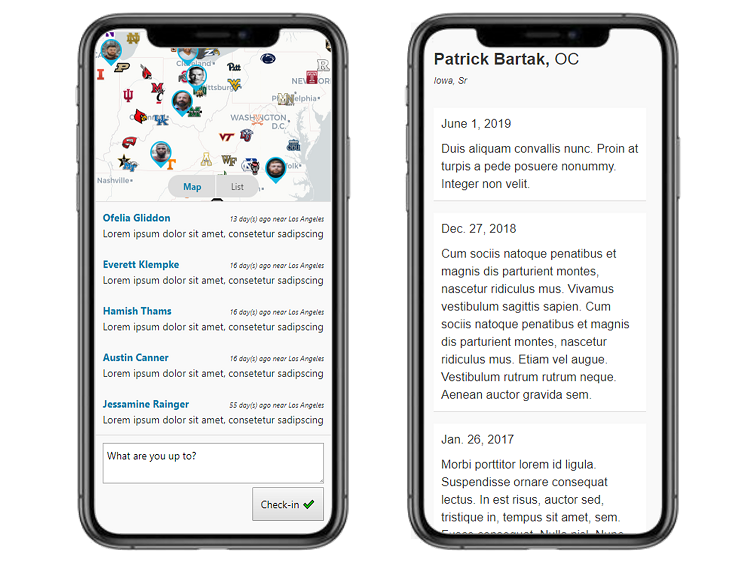 Cleveland
Pitt
Pittsburgh
NEW YOR
Philadelphia
WASHINGTON
D.C.
VT
WF
Norfolk
Nashville
Map
List
Ofelia Gliddon
13 day(s) ago near Los Angeles
Lorem ipsum dolor sit amet, consetetur sadipscing
Everett Klempke
16 day(s) ago near Los Angeles
Lorem ipsum dolor sit amet, consetetur sadipscing
Hamish Thams
16 day(s) ago near Los Angeles
Lorem ipsum dolor sit amet, consetetur sadipscing
Austin Canner
16 day(s) ago near Los Angeles
Lorem ipsum dolor sit amet, consetetur sadipscing
Jessamine Rainger
55 day(s) ago near Los Angeles
Lorem ipsum dolor sit amet, consetetur sadipscing
What are you up to?
Check-in
Patrick Bartak, OC
Iowa, Sr
June 1, 2019
Duis aliquam convallis nunc. Proin at
turpis a pede posuere nonummy.
Integer non velit.
Dec. 27, 2018
Cum sociis natoque penatibus et
magnis dis parturient montes,
nascetur ridiculus mus. Vivamus
vestibulum sagittis sapien. Cum
sociis natoque penatibus et magnis
dis parturient montes, nascetur
ridiculus mus. Etiam vel augue.
Vestibulum rutrum rutrum neque.
Aenean auctor gravida sem.
Jan. 26, 2017
Morbi porttitor lorem id ligula.
Suspendisse ornare consequat
lectus. In est risus, auctor sed,
tristique in, tempus sit amet, sem.